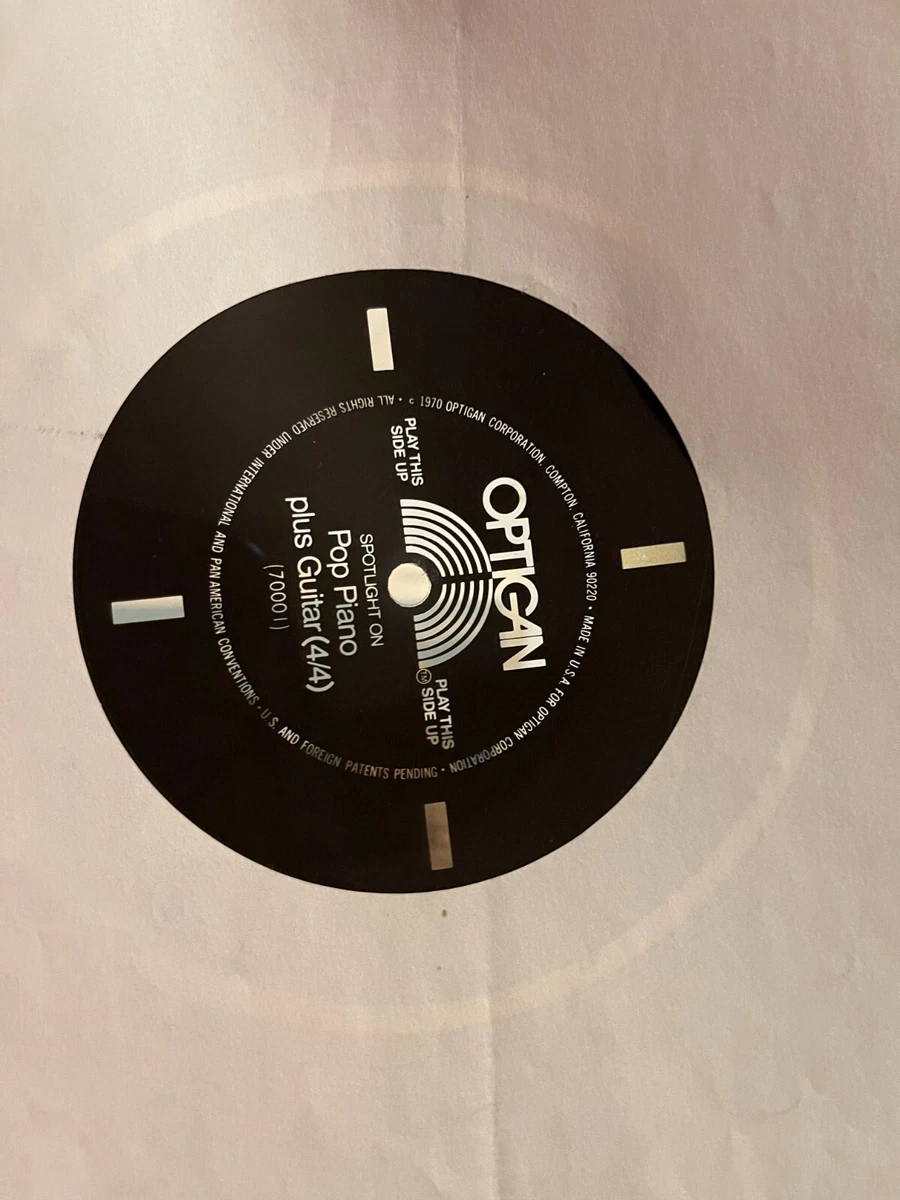 OPTIGAN
TM
PLAY THIS
SIDE UP
PLAY THIS
SIDE UP
SPOTLIGHT ON
Pop Piano
plus Guitar (4/4)
(70001)
c 1970 OPTIGAN CORPORATION, COMPTON, CALIFORNIA 90220 • MADE IN U.S.A. FOR OPTIGAN CORPORATION • U.S. AND FOREIGN PATENTS PENDING • ALL RIGHTS RESERVED UNDER INTERNATIONAL AND PAN AMERICAN CONVENTIONS •